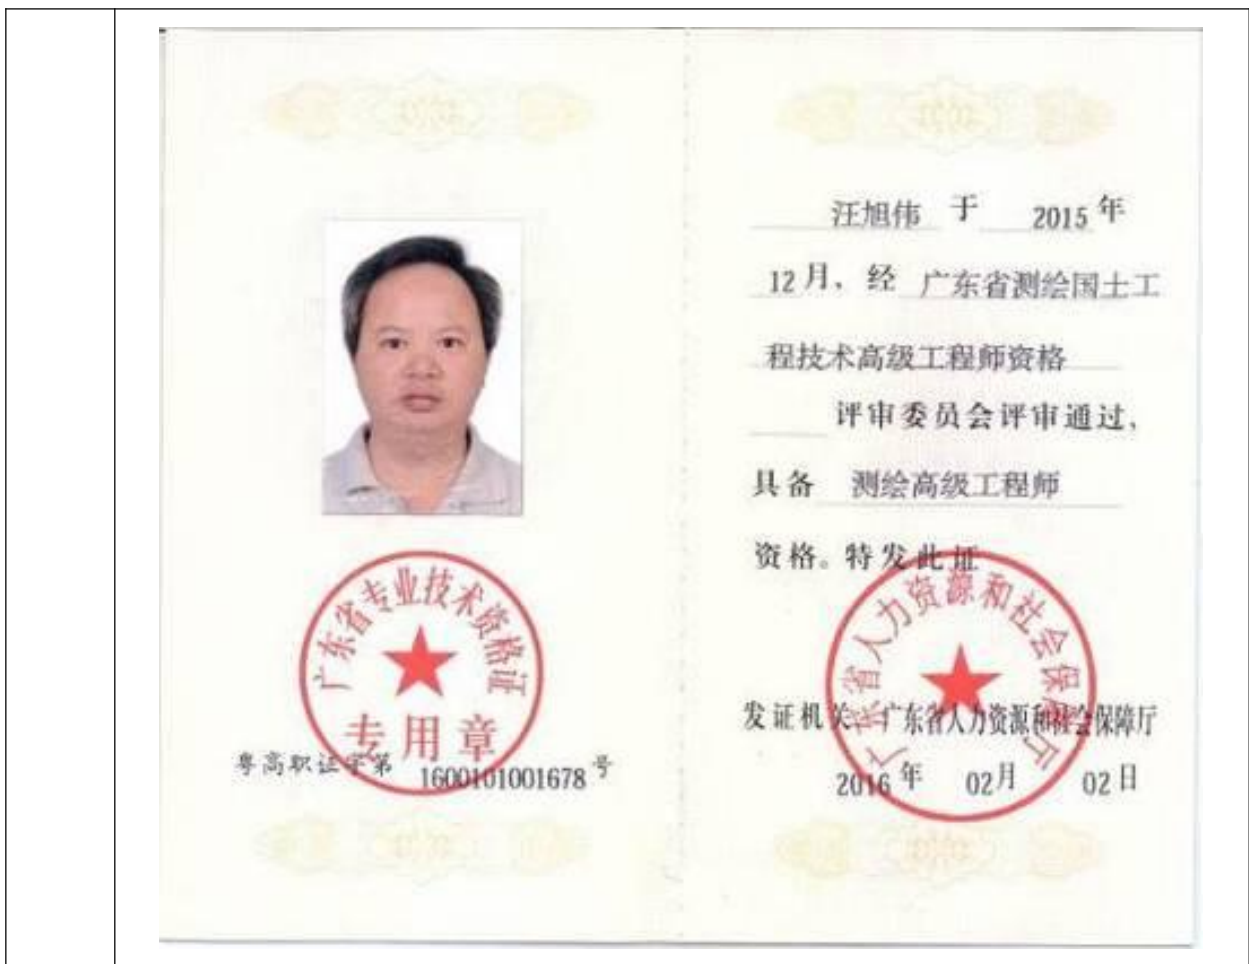 广东省专业技术资格证
专用章
粤高职证字第 1600101001678 号
汪旭伟 于 2015 年
12 月，经 广东省测绘国土工
程技术高级工程师资格
评审委员会评审通过，
具备 测绘高级工程师
资格。特发此证
广东省人力资源和社会保障厅
发证机关：广东省人力资源和社会保障厅
2016 年 02 月 02 日